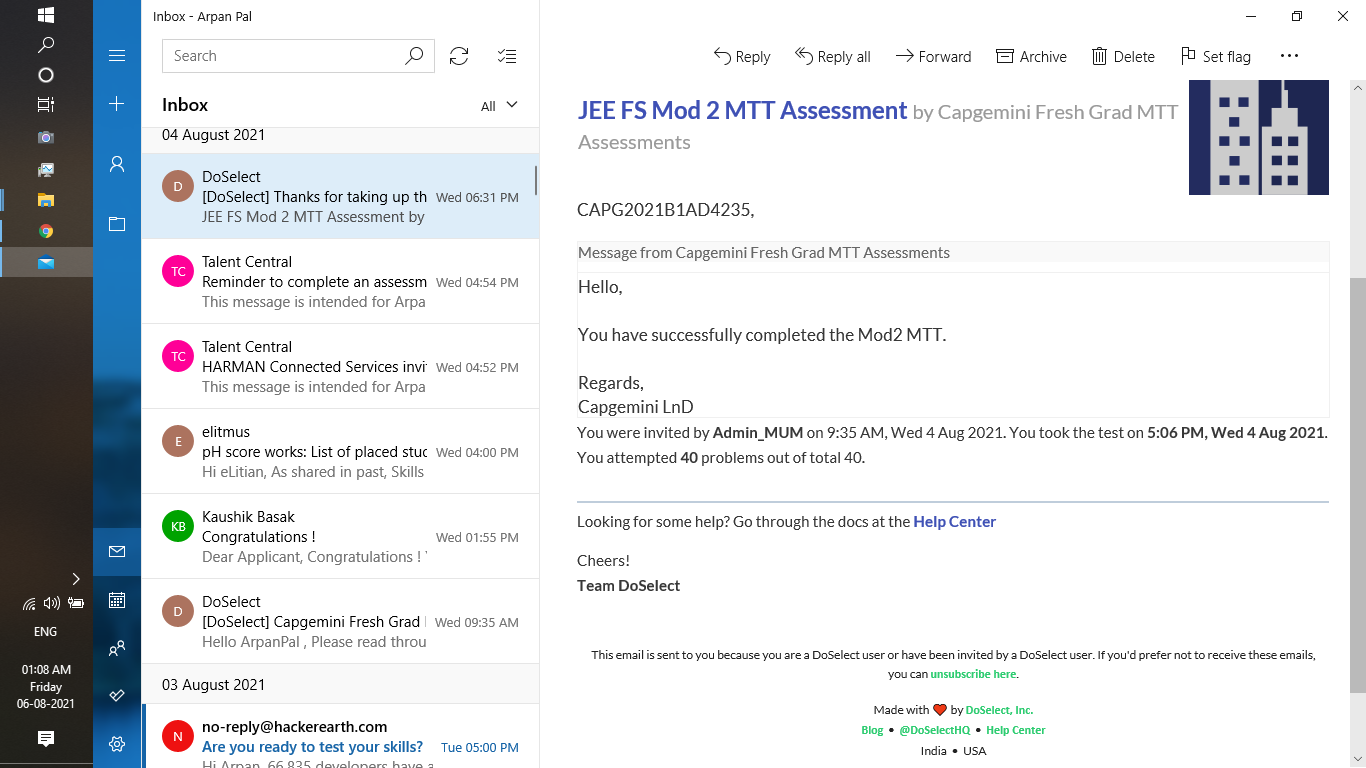 Inbox - Arpan Pal
Search
Inbox
All
04 August 2021
D
DoSelect
[DoSelect] Thanks for taking up th
Wed 06:31 PM
JEE FS Mod 2 MTT Assessment by
TC
Talent Central
Reminder to complete an assessm
Wed 04:54 PM
This message is intended for Arpa
TC
Talent Central
HARMAN Connected Services invi
Wed 04:52 PM
This message is intended for Arpa
E
elitmus
pH score works: List of placed stuc
Wed 04:00 PM
Hi eLitian, As shared in past, Skills
KB
Kaushik Basak
Congratulations !
Wed 01:55 PM
Dear Applicant, Congratulations !
D
DoSelect
[DoSelect] Capgemini Fresh Grad
Wed 09:35 AM
Hello ArpanPal , Please read throu
03 August 2021
N
no-reply@hackerearth.com
Are you ready to test your skills?
Tue 05:00 PM
Hi Arpan, 66,835 developers have a
ENG
01:08 AM
Friday
06-08-2021
Reply
Reply all
Forward
Archive
Delete
Set flag
JEE FS Mod 2 MTT Assessment by Capgemini Fresh Grad MTT
Assessments
CAPG2021B1AD4235,
Message from Capgemini Fresh Grad MTT Assessments
Hello,
You have successfully completed the Mod2 MTT.
Regards,
Capgemini LnD
You were invited by Admin_MUM on 9:35 AM, Wed 4 Aug 2021. You took the test on 5:06 PM, Wed 4 Aug 2021.
You attempted 40 problems out of total 40.
Looking for some help? Go through the docs at the Help Center
Cheers!
Team DoSelect
This email is sent to you because you are a DoSelect user or have been invited by a DoSelect user. If you'd prefer not to receive these emails,
you can unsubscribe here.
Made with ❤ by DoSelect, Inc.
Blog • @DoSelectHQ • Help Center
India • USA